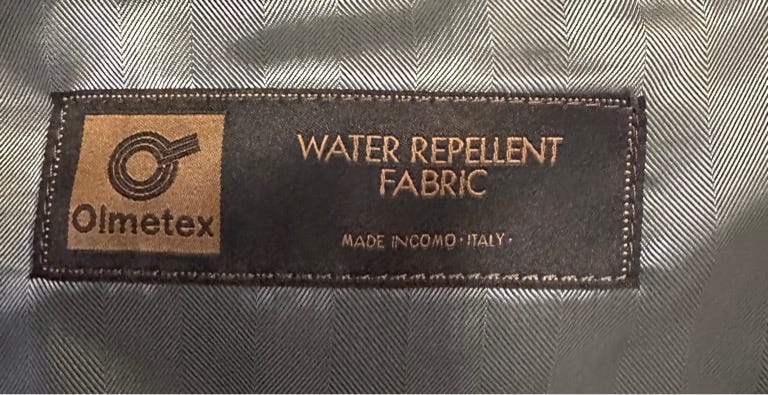 Olmetex
WATER REPELLENT
FABRIC
MADE IN COMO · ITALY ·